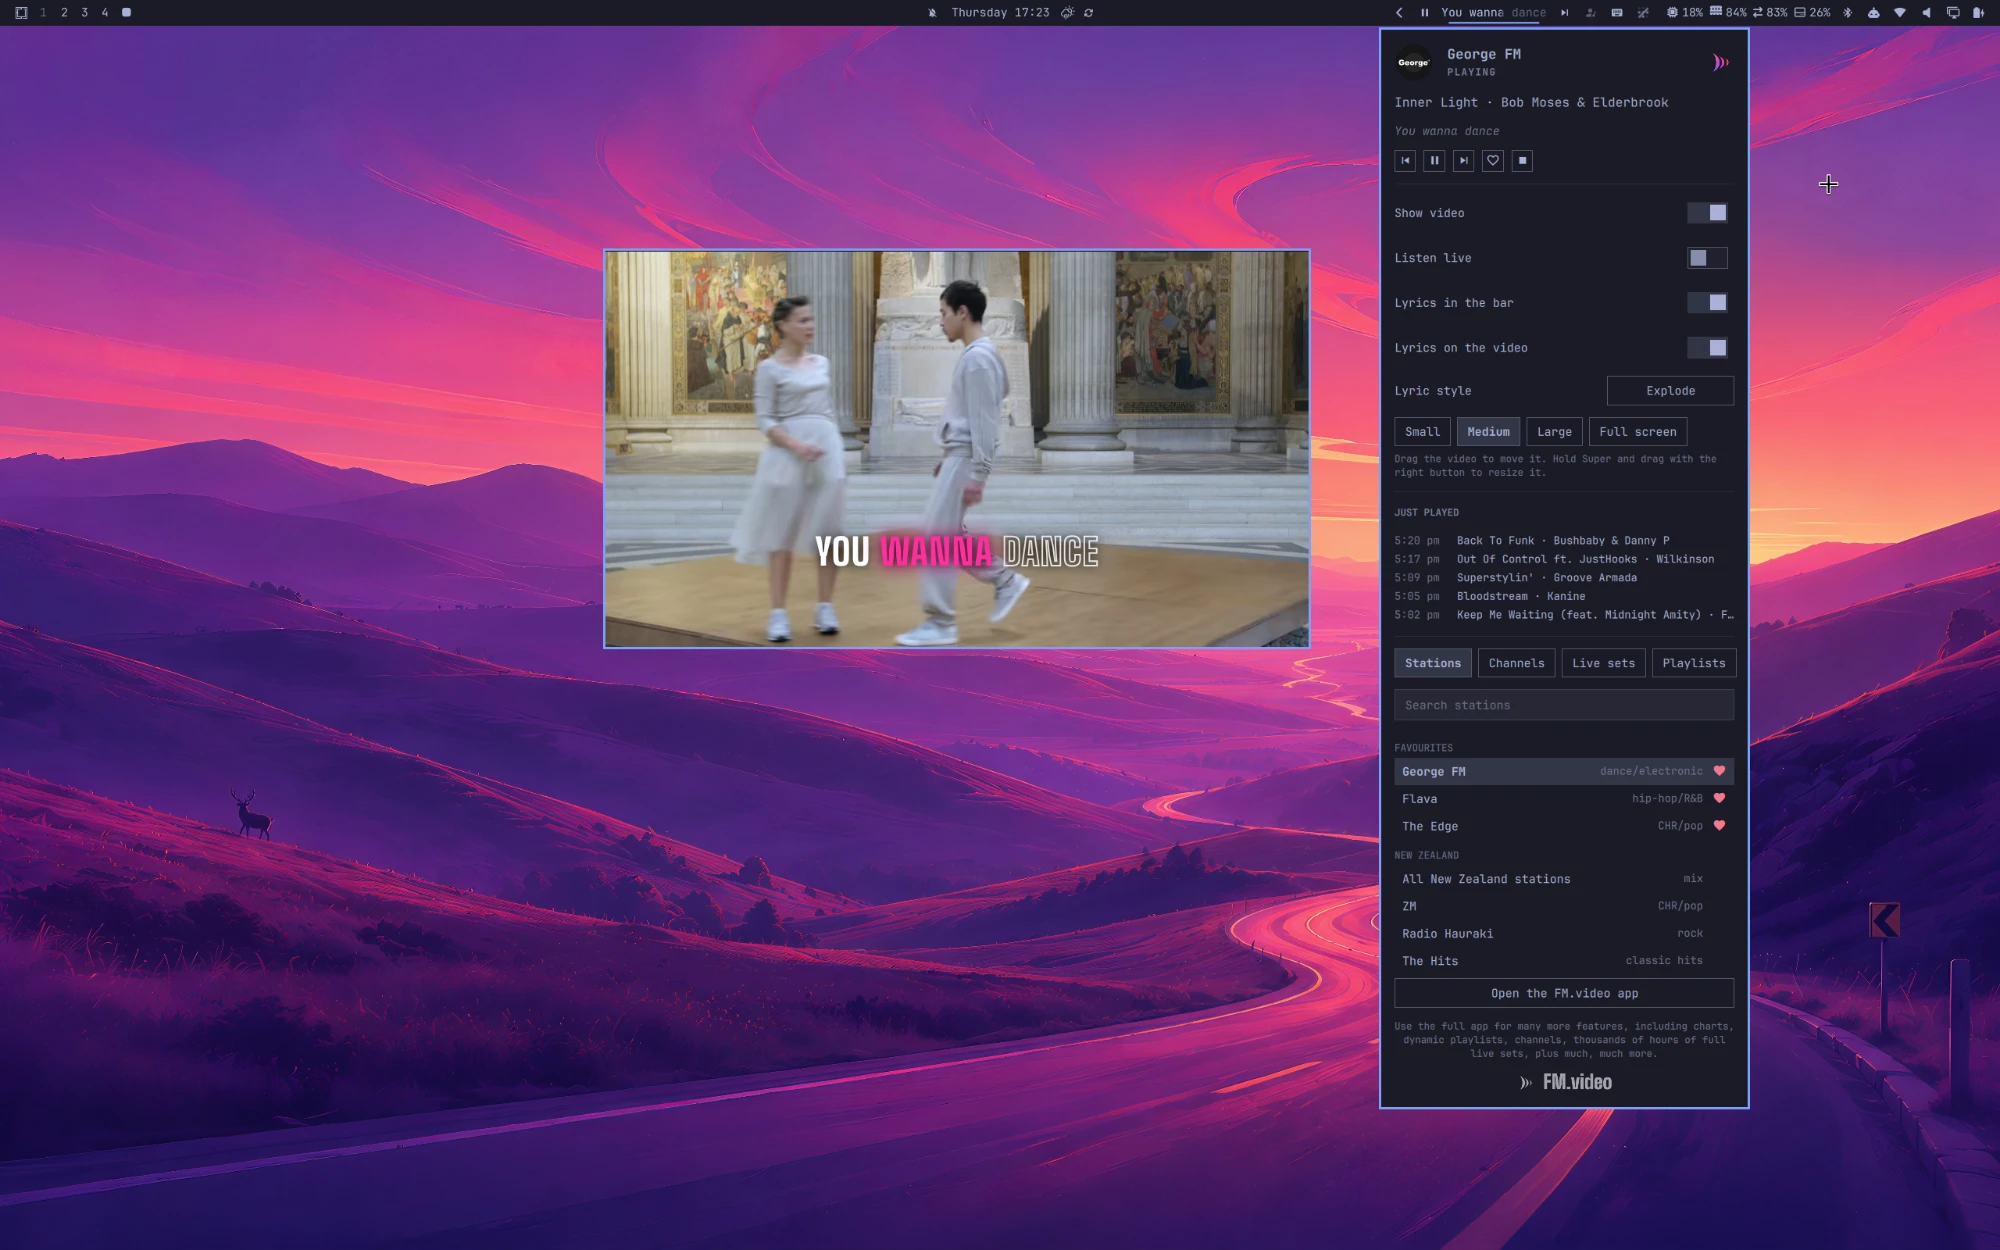 1 2 3 4
Thursday 17:23
You wanna dance
18% 84% 83% 26%
George
George FM
PLAYING
Inner Light · Bob Moses & Elderbrook
You wanna dance
Show video
Listen live
Lyrics in the bar
Lyrics on the video
Lyric style Explode
Small Medium Large Full screen
Drag the video to move it. Hold Super and drag with the
right button to resize it.
JUST PLAYED
5:20 pm Back To Funk · Bushbaby & Danny P
5:17 pm Out Of Control ft. JustHooks · Wilkinson
5:09 pm Superstylin' · Groove Armada
5:05 pm Bloodstream · Kanine
5:02 pm Keep Me Waiting (feat. Midnight Amity) · F…
Stations Channels Live sets Playlists
Search stations
FAVOURITES
George FM dance/electronic
Flava hip-hop/R&B
The Edge CHR/pop
NEW ZEALAND
All New Zealand stations mix
ZM CHR/pop
Radio Hauraki rock
The Hits classic hits
Open the FM.video app
Use the full app for many more features, including charts,
dynamic playlists, channels, thousands of hours of full
live sets, plus much, much more.
FM.video
YOU WANNA DANCE